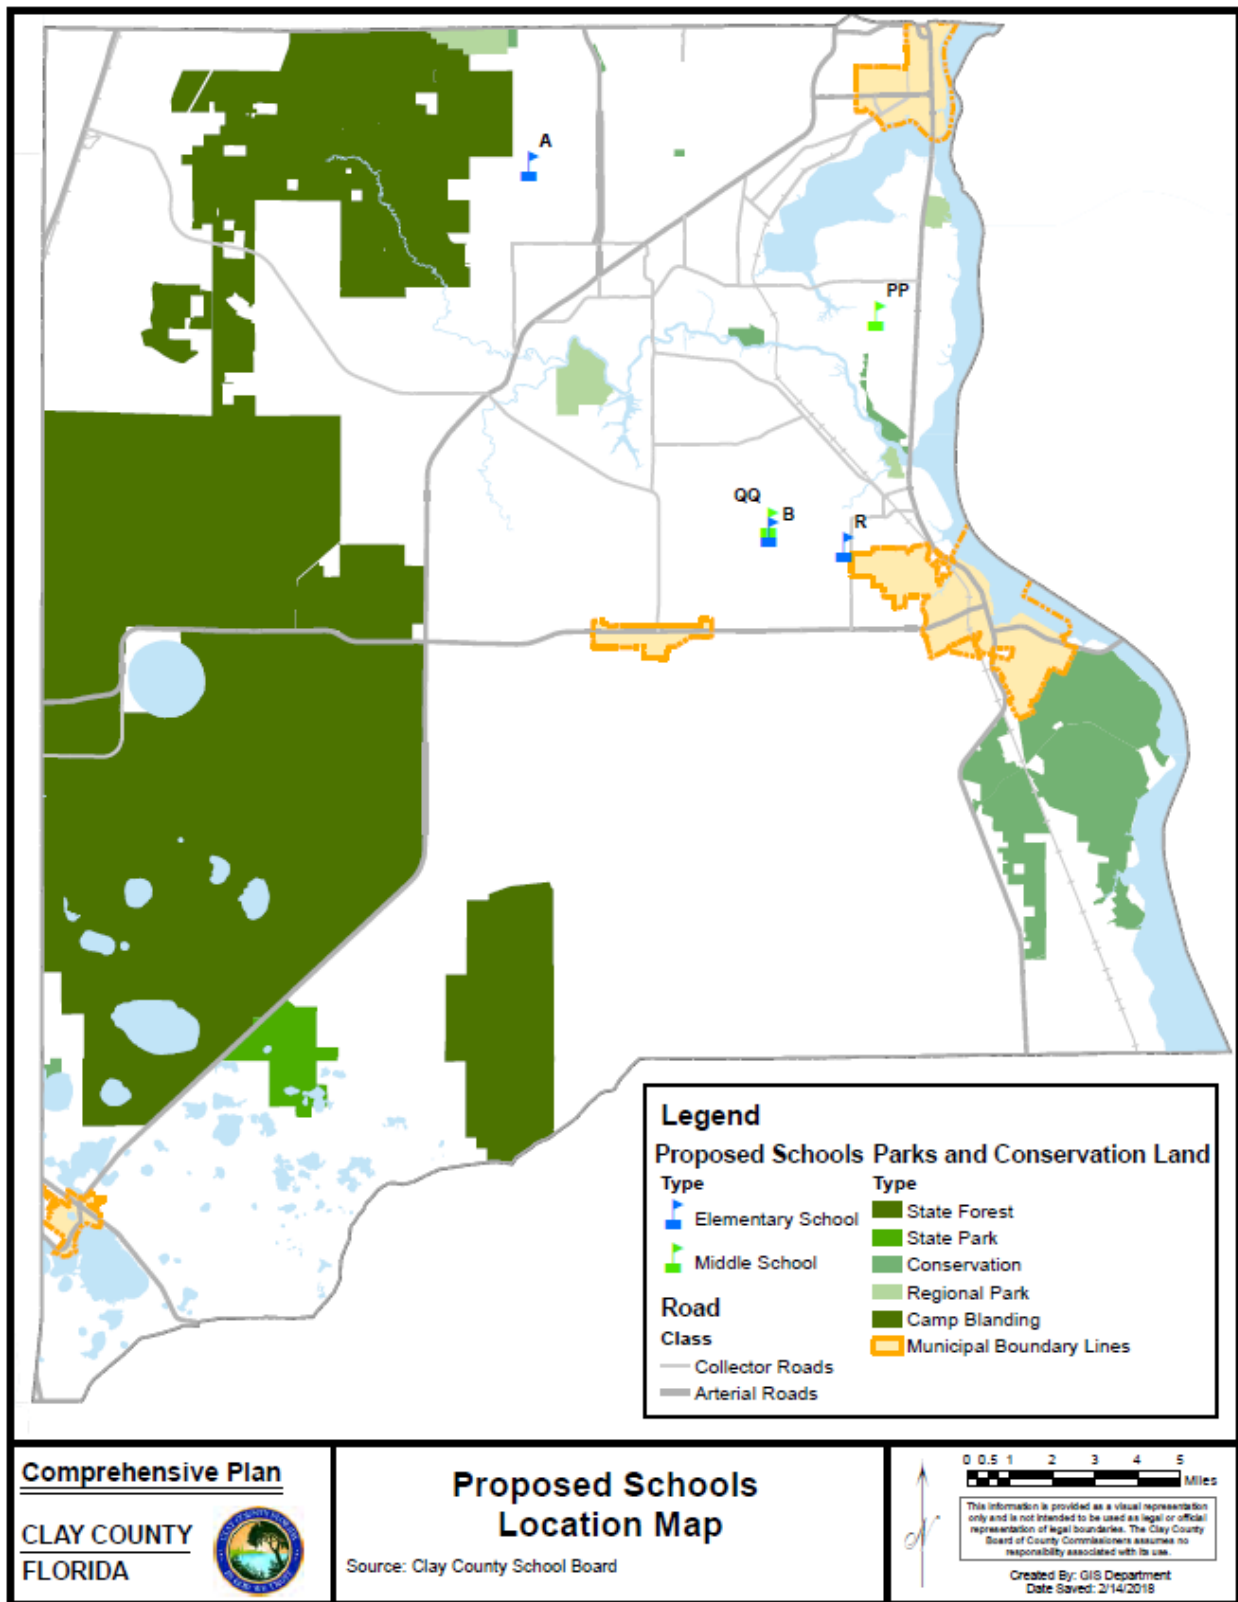 A
PP
QQ
B
R
Legend
Proposed Schools
Type
Elementary School
Middle School
Road
Class
Collector Roads
Arterial Roads
Parks and Conservation Land
Type
State Forest
State Park
Conservation
Regional Park
Camp Blanding
Municipal Boundary Lines
Comprehensive Plan
CLAY COUNTY
FLORIDA
Proposed Schools
Location Map
Source: Clay County School Board
N
0 0.5 1 2 3 4 5
Miles
This information is provided as a visual representation
only and is not intended to be used as legal or official
representation of legal boundaries. The Clay County
Board of County Commissioners assumes no
responsibility associated with its use.
Created By: GIS Department
Date Saved: 2/14/2018